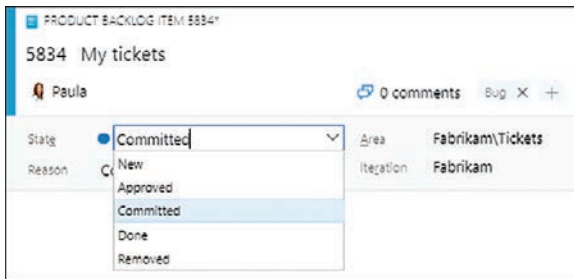 PRODUCT BACKLOG ITEM 5834*
5834 My tickets
Paula
0 comments
Bug
State
Committed
Area
Fabrikam\Tickets
Reason
Iteration
Fabrikam
New
Approved
Committed
Done
Removed